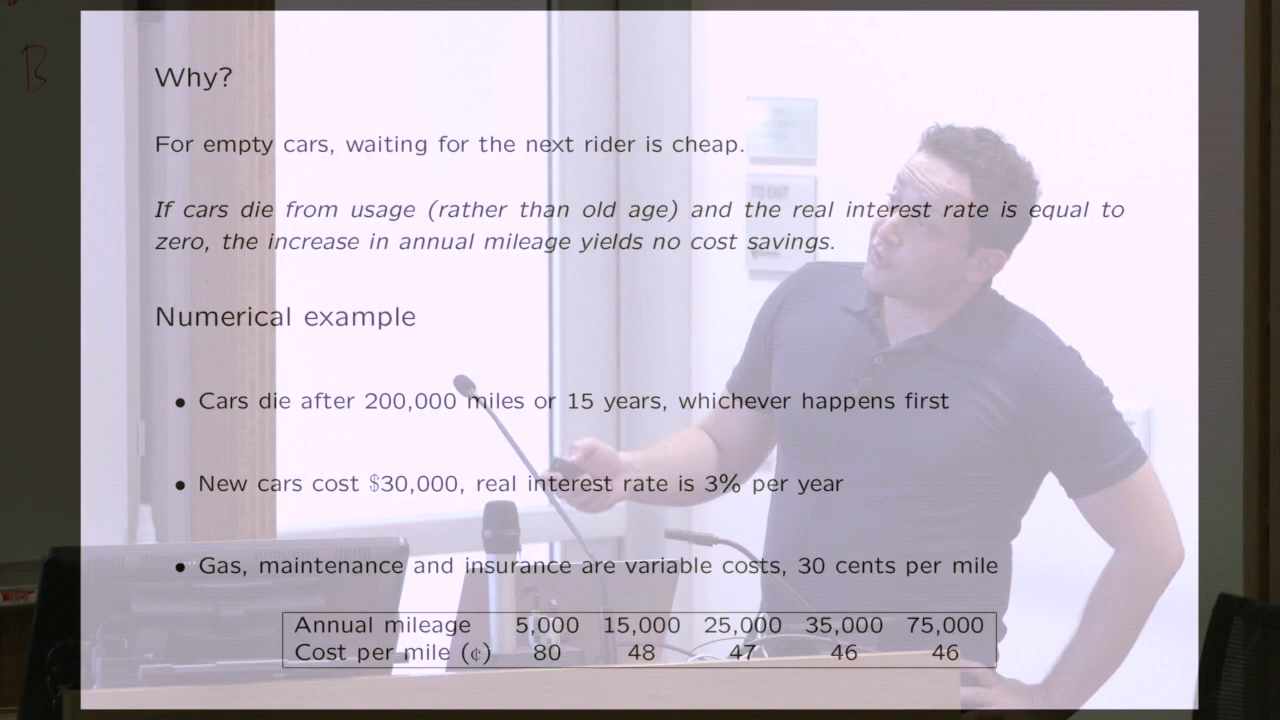 B
Why?
For empty cars, waiting for the next rider is cheap.
If cars die from usage (rather than old age) and the real interest rate is equal to
zero, the increase in annual mileage yields no cost savings.
Numerical example
• Cars die after 200,000 miles or 15 years, whichever happens first
• New cars cost $30,000, real interest rate is 3% per year
• Gas, maintenance and insurance are variable costs, 30 cents per mile
Annual mileage 5,000 15,000 25,000 35,000 75,000
Cost per mile (¢) 80 48 47 46 46
TO EXIT